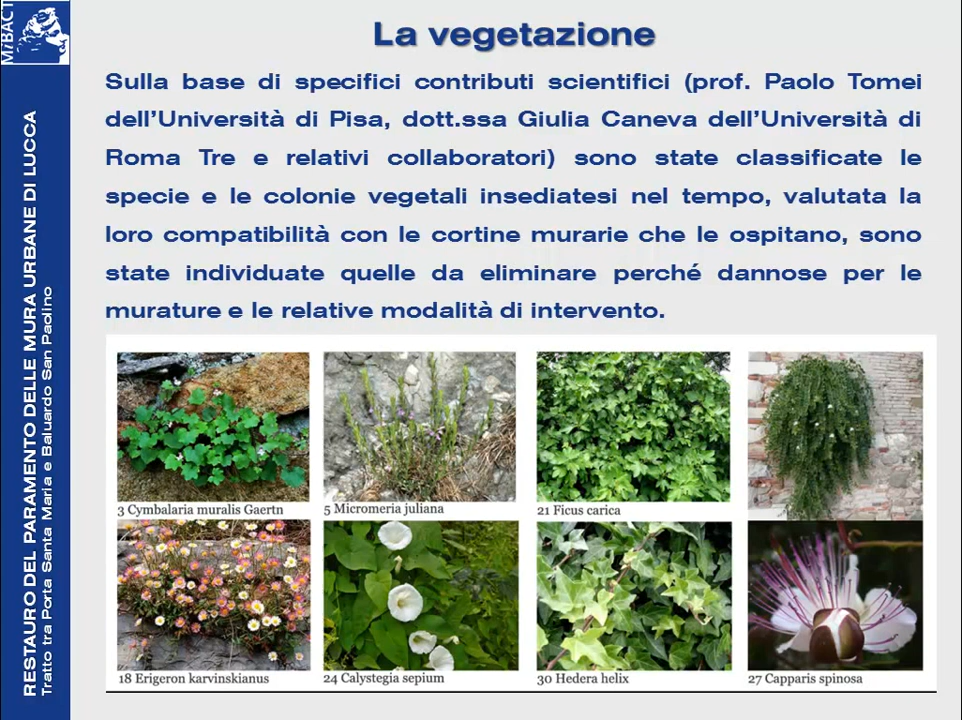 MiBACT
RESTAURO DEL PARAMENTO DELLE MURA URBANE DI LUCCA
Tratto tra Porta Santa Maria e Baluardo San Paolino
La vegetazione
Sulla base di specifici contributi scientifici (prof. Paolo Tomei
dell'Università di Pisa, dott.ssa Giulia Caneva dell'Università di
Roma Tre e relativi collaboratori) sono state classificate le
specie e le colonie vegetali insediatesi nel tempo, valutata la
loro compatibilità con le cortine murarie che le ospitano, sono
state individuate quelle da eliminare perché dannose per le
murature e le relative modalità di intervento.
3 Cymbalaria muralis Gaertn
5 Micromeria juliana
21 Ficus carica
18 Erigeron karvinskianus
24 Calystegia sepium
30 Hedera helix
27 Capparis spinosa